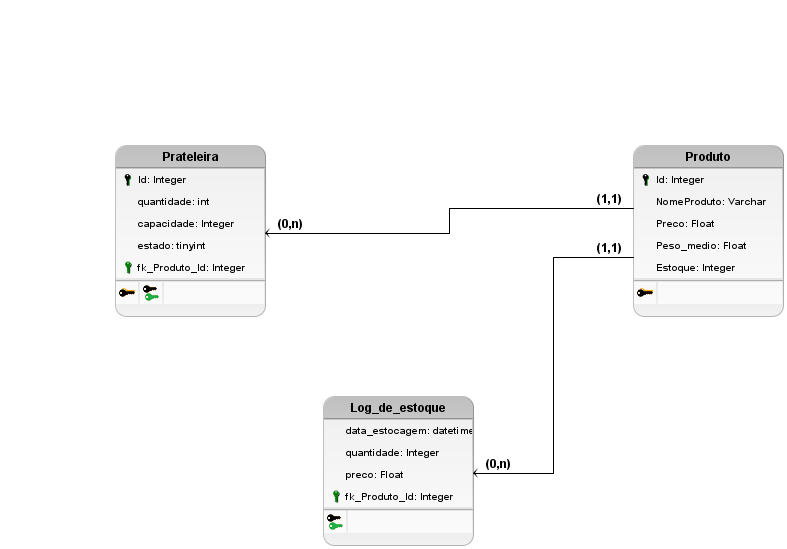 Prateleira
Id: Integer
quantidade: int
capacidade: Integer
estado: tinyint
fk_Produto_Id: Integer
(0,n)
(1,1)
(1,1)
Produto
Id: Integer
NomeProduto: Varchar
Preco: Float
Peso_medio: Float
Estoque: Integer
Log_de_estoque
data_estocagem: datetime
quantidade: Integer
preco: Float
fk_Produto_Id: Integer
(0,n)